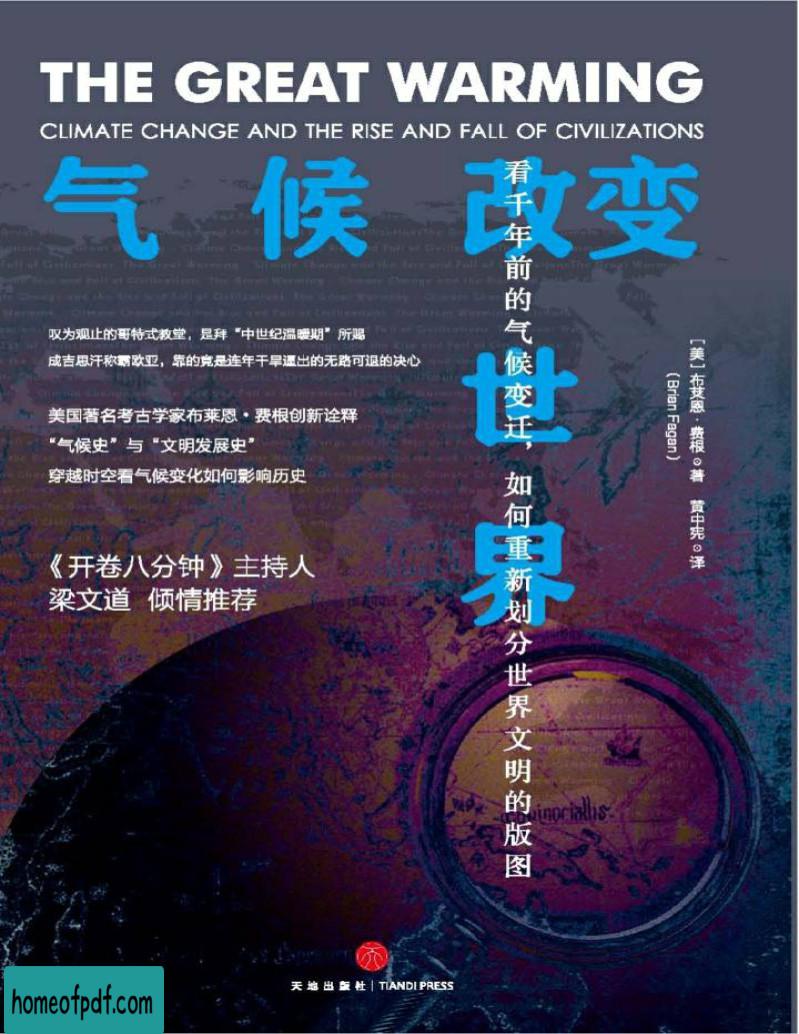 THE GREAT WARMING
CLIMATE CHANGE AND THE RISE AND FALL OF CIVILIZATIONS
气候改变世界
看千年前的气候变迁，如何重新划分世界文明的版图
叹为观止的哥特式教堂，是拜“中世纪温暖期”所赐
成吉思汗称霸欧亚，靠的竟是连年干旱逼出的无路可退的决心
美国著名考古学家布莱恩·费根创新诠释
“气候史”与“文明发展史”
穿越时空看气候变化如何影响历史
《开卷八分钟》主持人
梁文道 倾情推荐
[美]布莱恩·费根⊙著 黄中宪⊙译
(Brian Fagan)
天地出版社 | TIANDI PRESS
homeofpdf.com